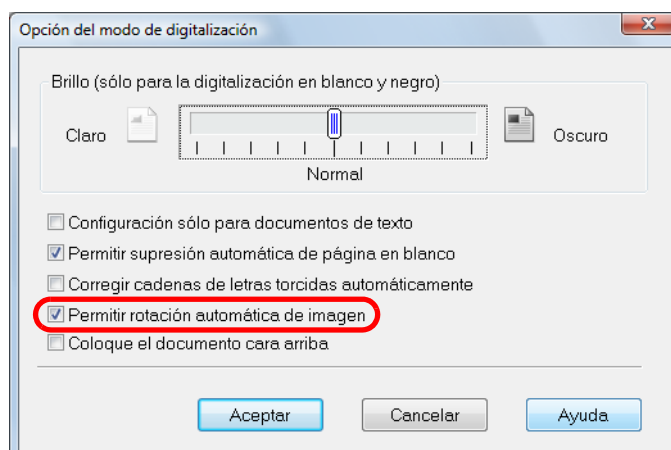 Opción del modo de digitalización
Brillo (sólo para la digitalización en blanco y negro)
Claro
Oscuro
Normal
Configuración sólo para documentos de texto
Permitir supresión automática de página en blanco
Corregir cadenas de letras torcidas automáticamente
Permitir rotación automática de imagen
Coloque el documento cara arriba
Aceptar Cancelar Ayuda